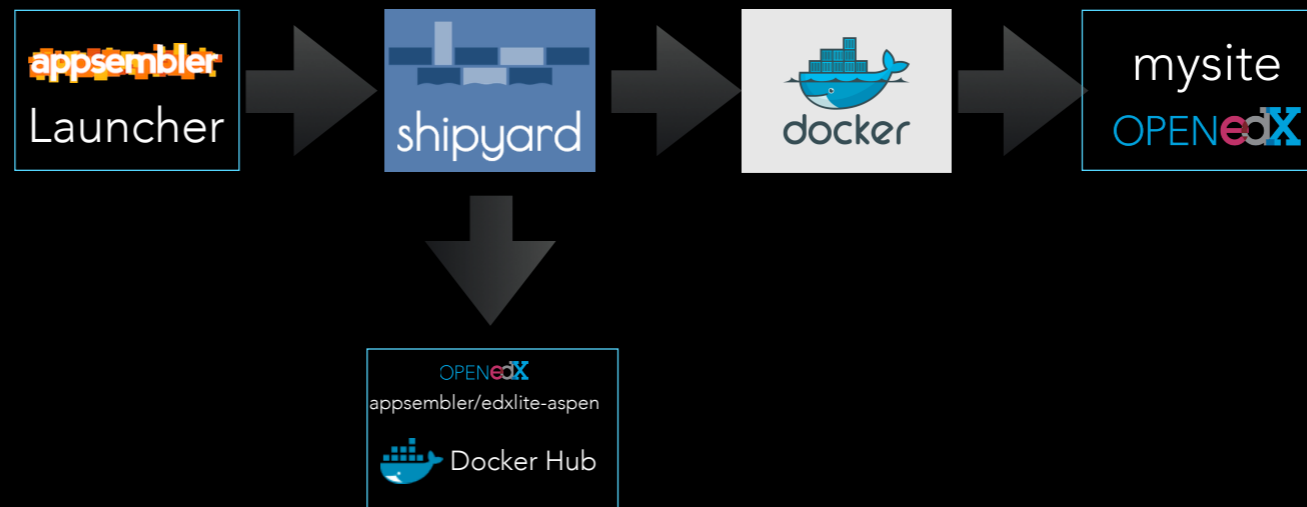 appsembler
Launcher
shipyard
docker
mysite
OPENedX
OPENedX
appsembler/edxlite-aspen
Docker Hub